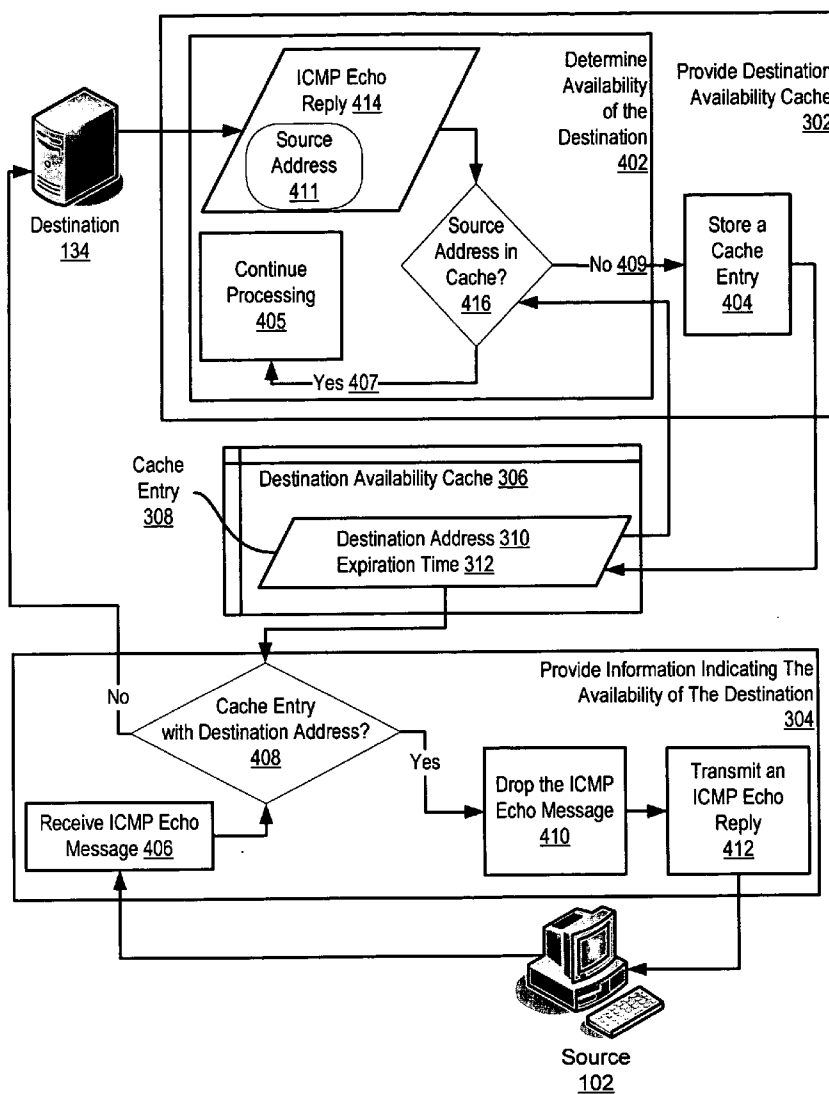 ICMP Echo
Reply 414
Source
Address
411
Determine
Availability
of the
Destination
402
Provide Destination
Availability Cache
302
Destination
134
Continue
Processing
405
Source
Address in
Cache?
416
No 409
Store a
Cache
Entry
404
Yes 407
Cache
Entry
308
Destination Availability Cache 306
Destination Address 310
Expiration Time 312
No
Cache Entry
with Destination Address?
408
Provide Information Indicating The
Availability of The Destination
304
Yes
Receive ICMP Echo
Message 406
Drop the ICMP
Echo Message
410
Transmit an
ICMP Echo
Reply
412
Source
102